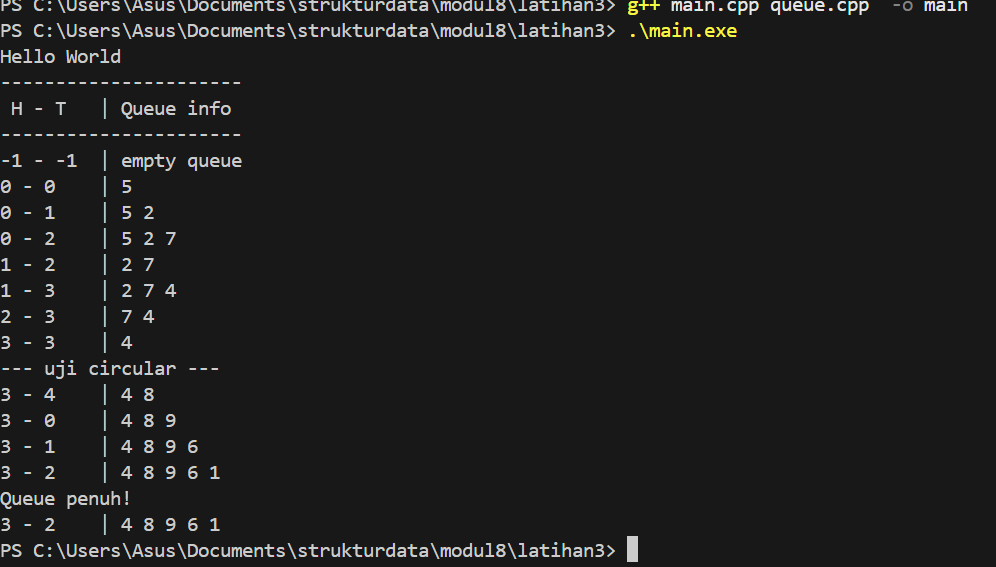 PS C:\Users\Asus\Documents\strukturdata\modul8\latihan3> g++ main.cpp queue.cpp  -o main
PS C:\Users\Asus\Documents\strukturdata\modul8\latihan3> .\main.exe
Hello World
----------------------
 H - T   | Queue info
----------------------
-1 - -1  | empty queue
0 - 0    | 5
0 - 1    | 5 2
0 - 2    | 5 2 7
1 - 2    | 2 7
1 - 3    | 2 7 4
2 - 3    | 7 4
3 - 3    | 4
--- uji circular ---
3 - 4    | 4 8
3 - 0    | 4 8 9
3 - 1    | 4 8 9 6
3 - 2    | 4 8 9 6 1
Queue penuh!
3 - 2    | 4 8 9 6 1
PS C:\Users\Asus\Documents\strukturdata\modul8\latihan3>